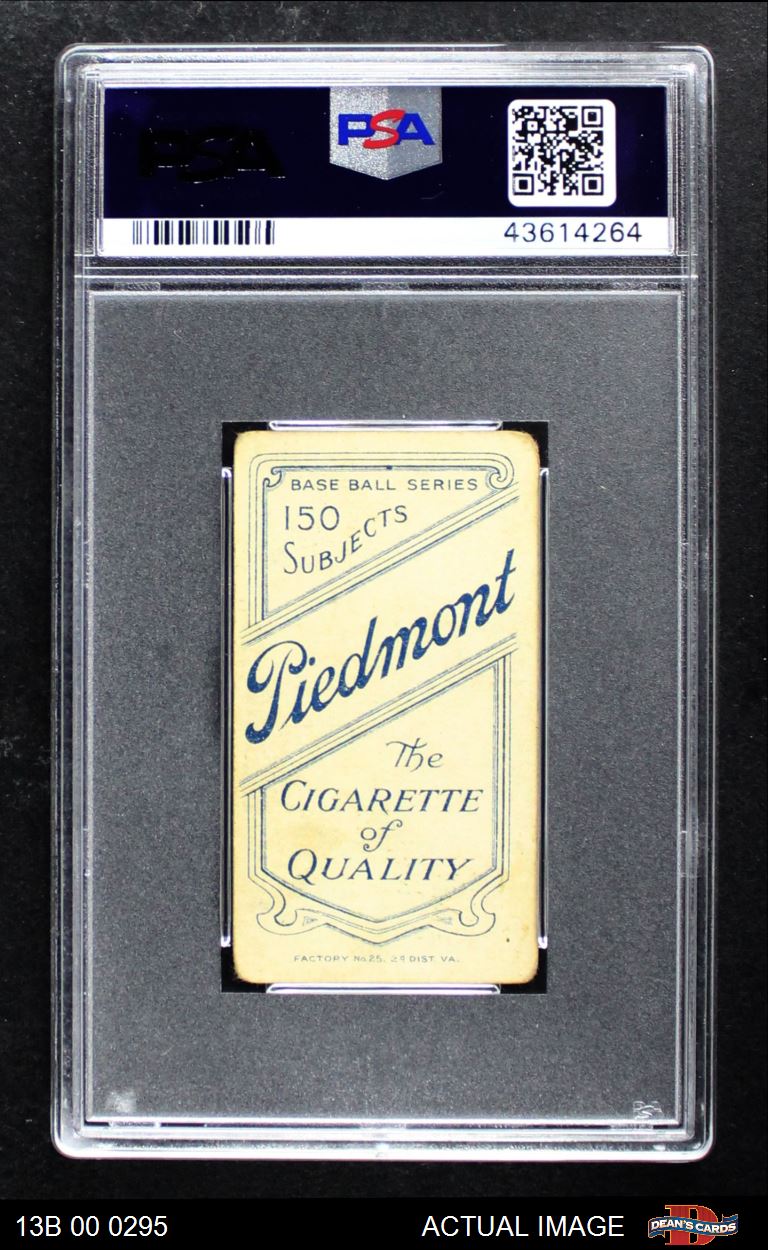 PSA
PSA
43614264
BASE BALL SERIES
150
SUBJECTS
Piedmont
The
CIGARETTE
of
QUALITY
FACTORY No 25. 2d DIST. VA.
13B 00 0295
ACTUAL IMAGE
DEAN'S CARDS